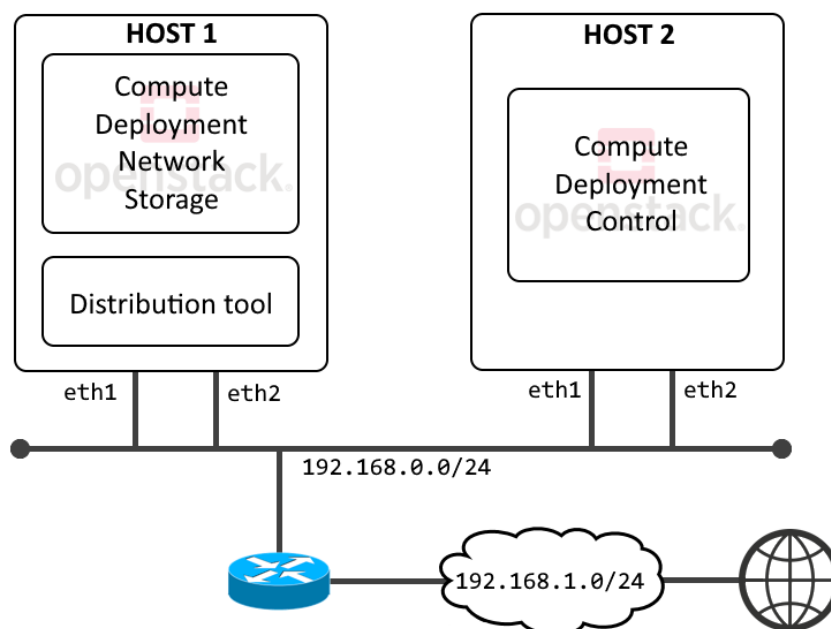 HOST 1
Compute
Deployment
Network
Storage
openstack.
Distribution tool
eth1
eth2
HOST 2
Compute
Deployment
Control
openstack.
eth1
eth2
192.168.0.0/24
192.168.1.0/24